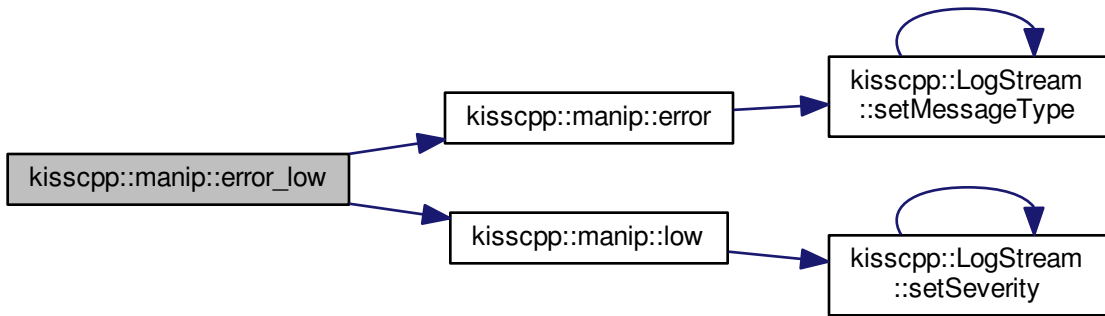 kisscpp::manip::error_low
kisscpp::manip::error
kisscpp::LogStream
::setMessageType
kisscpp::manip::low
kisscpp::LogStream
::setSeverity